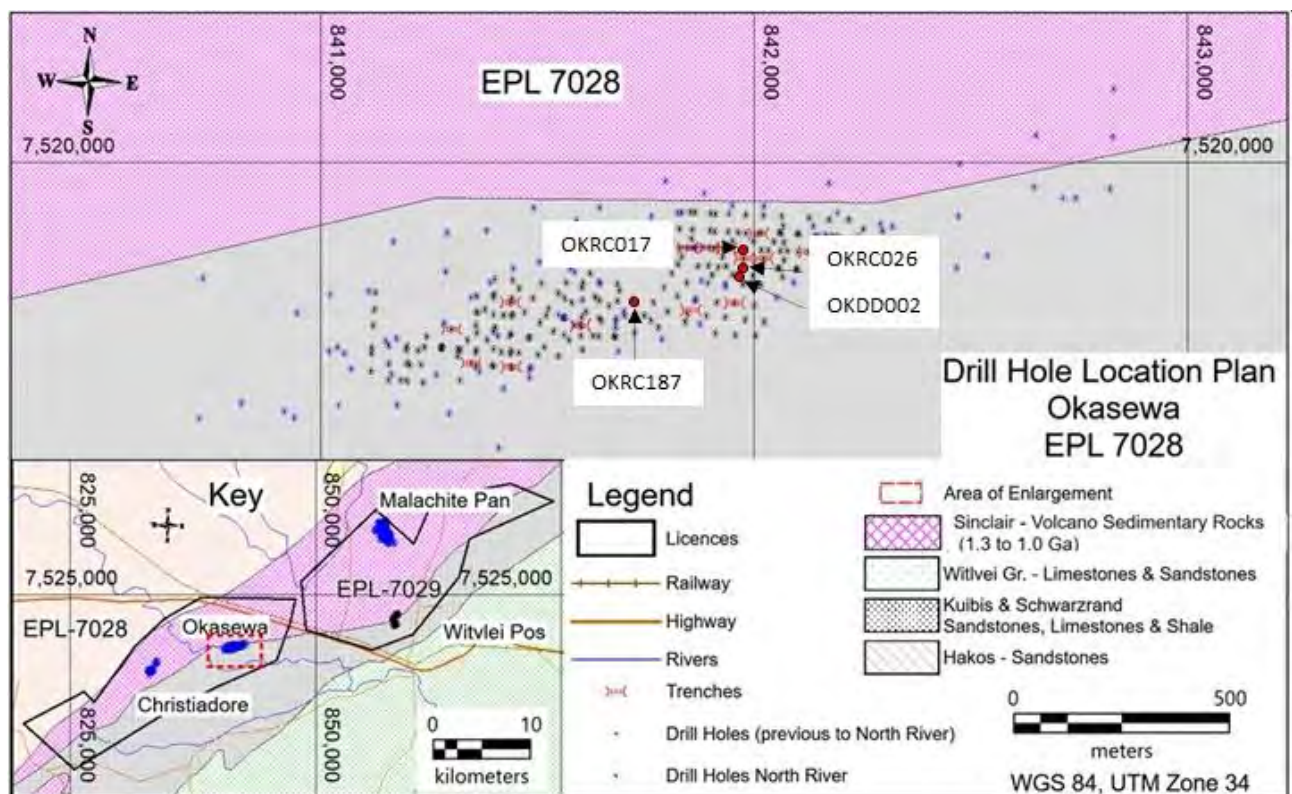 N
W E
S
841,000
842,000
843,000
EPL 7028
7,520,000
7,520,000
OKRC017
OKRC026
OKDD002
OKRC187
Drill Hole Location Plan
Okasewa
EPL 7028
825,000
Key
850,000
Malachite Pan
7,525,000
7,525,000
EPL-7029
EPL-7028
Okasewa
Witvlei Pos
Christiadore
825,000
850,000
0 10
kilometers
Legend
Licences
Railway
Highway
Rivers
Trenches
Drill Holes (previous to North River)
Drill Holes North River
Area of Enlargement
Sinclair - Volcano Sedimentary Rocks
(1.3 to 1.0 Ga)
Witlvei Gr. - Limestones & Sandstones
Kuibis & Schwarzrand
Sandstones, Limestones & Shale
Hakos - Sandstones
0 500
meters
WGS 84, UTM Zone 34